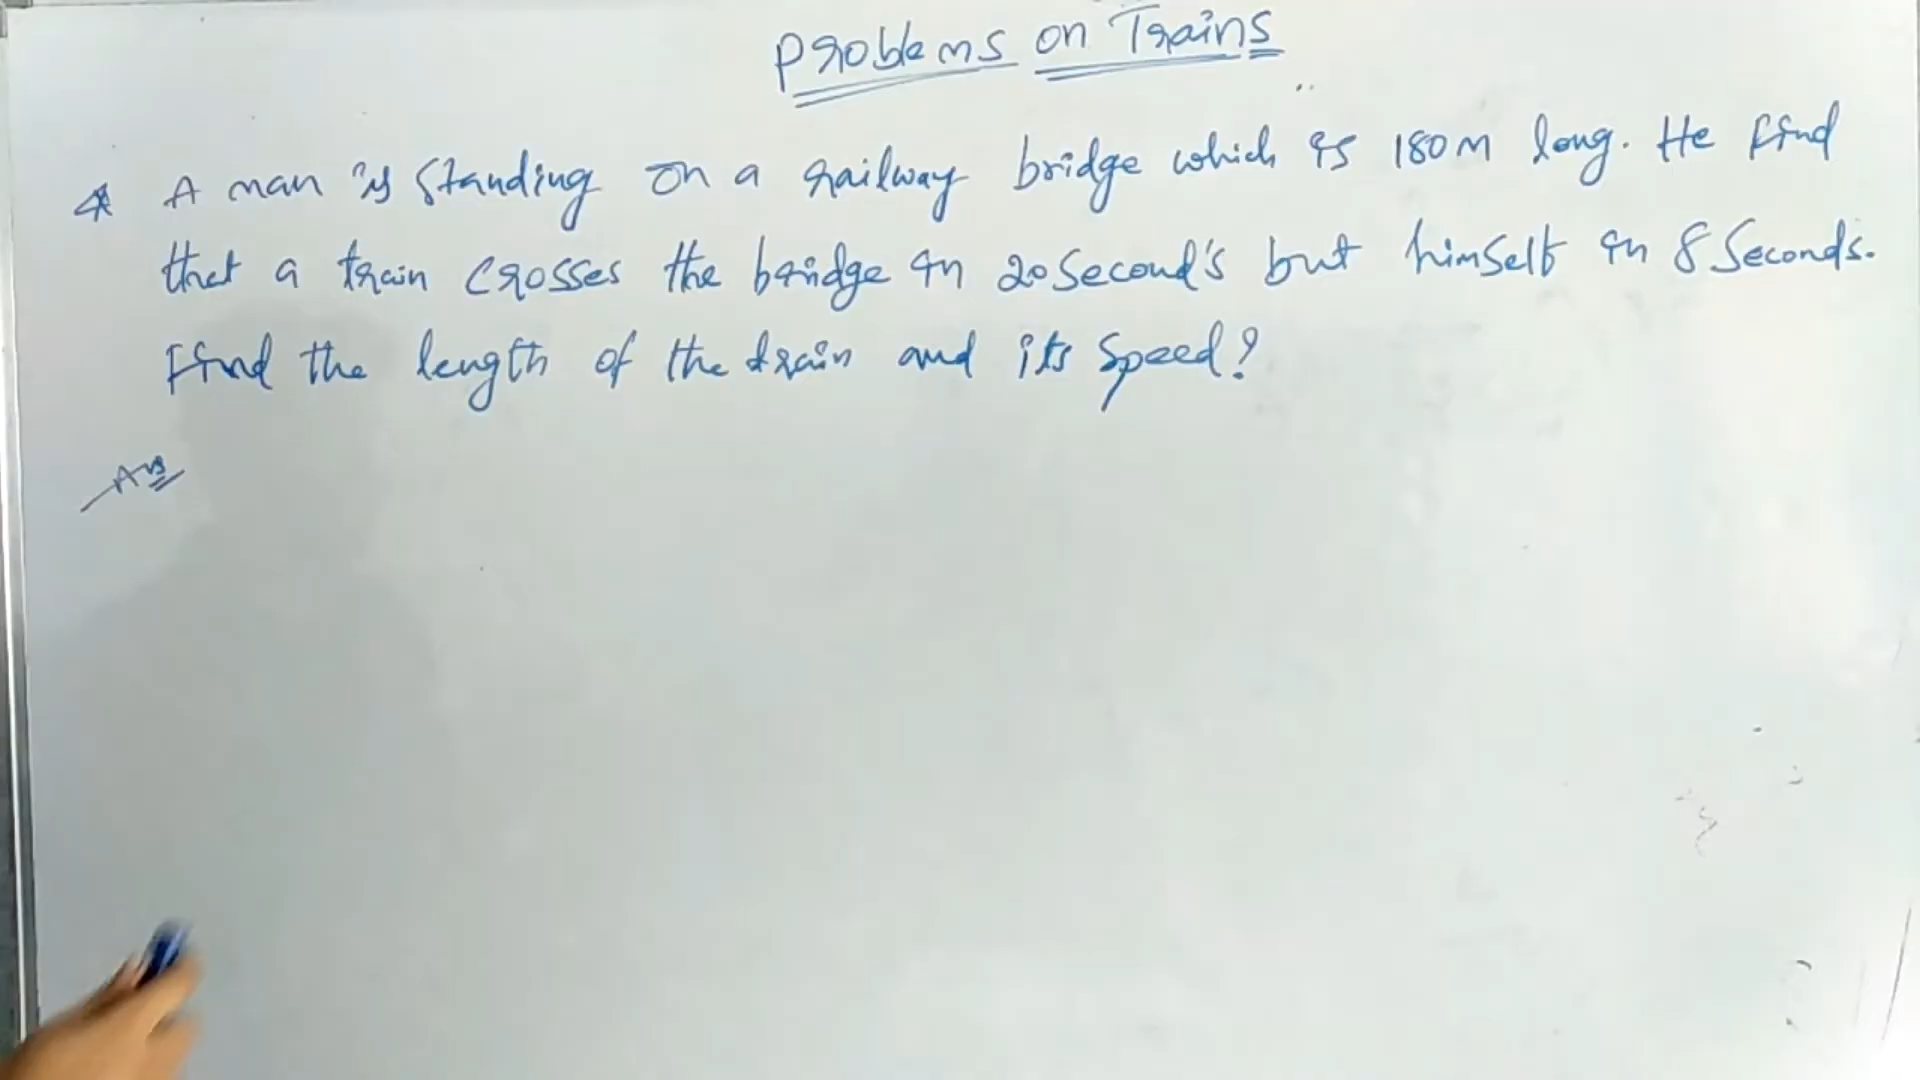 Problems on Trains
* A man is standing on a railway bridge which is 180m long. He find
that a train crosses the bridge in 20 Second's but himself in 8 Seconds.
Find the length of the train and its Speed?
Ans